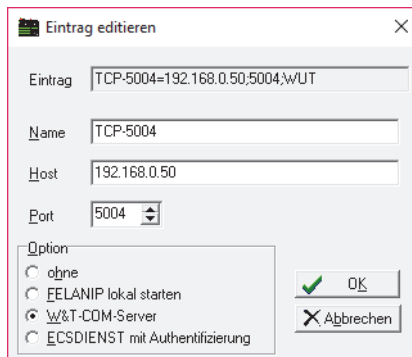 Eintrag editieren
Eintrag TCP-5004=192.168.0.50;5004;WUT
Name TCP-5004
Host 192.168.0.50
Port 5004
Option
ohne
FELANIP lokal starten
W&T-COM-Server
ECSDIENST mit Authentifizierung
OK
Abbrechen